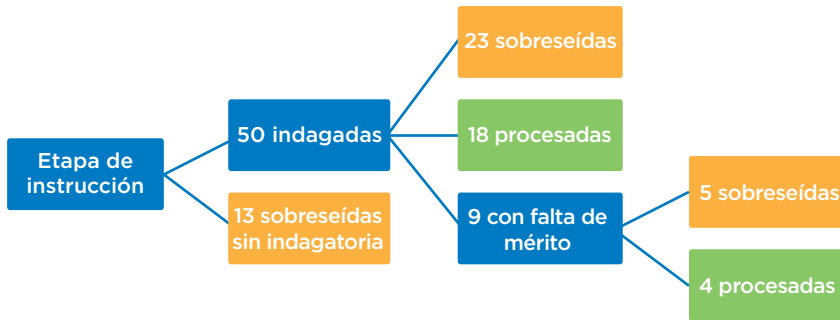 Etapa de
instrucción
50 indagadas
13 sobreseídas
sin indagatoria
23 sobreseídas
18 procesadas
9 con falta de
mérito
5 sobreseídas
4 procesadas